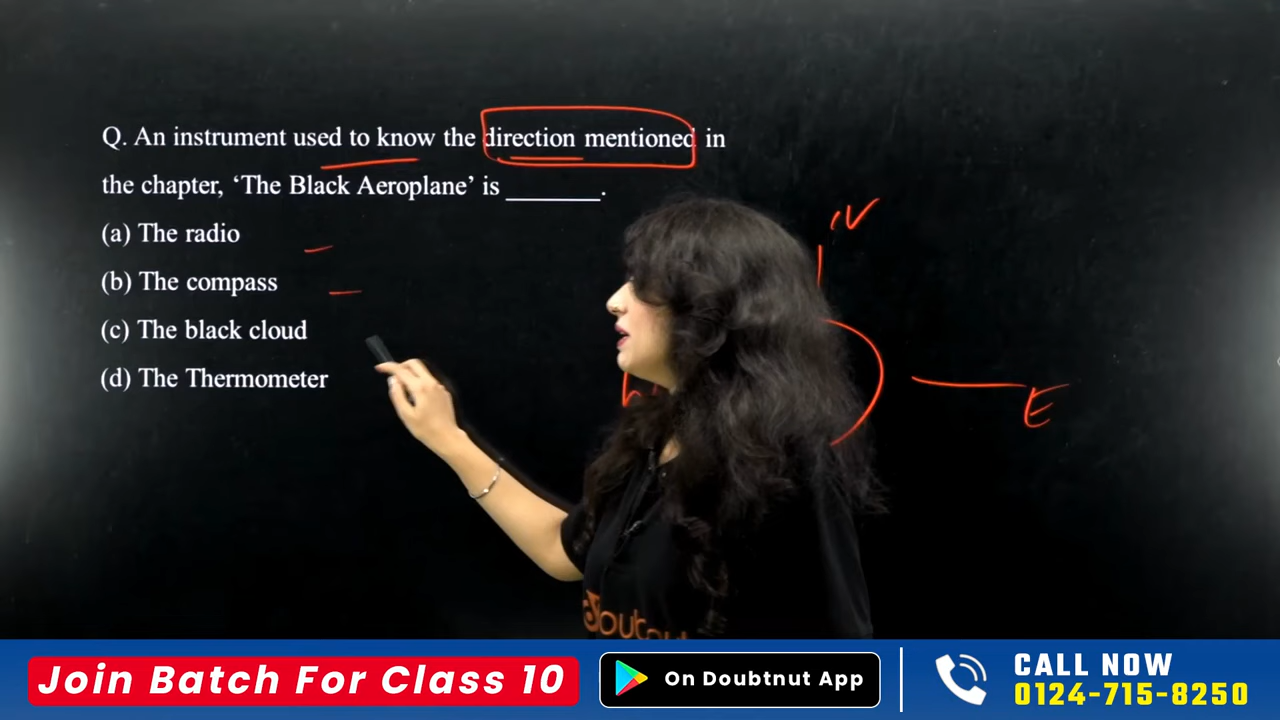 Q. An instrument used to know the direction mentioned in
the chapter, ‘The Black Aeroplane’ is ________.
(a) The radio
(b) The compass
(c) The black cloud
(d) The Thermometer
N
E
Join Batch For Class 10
On Doubtnut App
CALL NOW
0124-715-8250